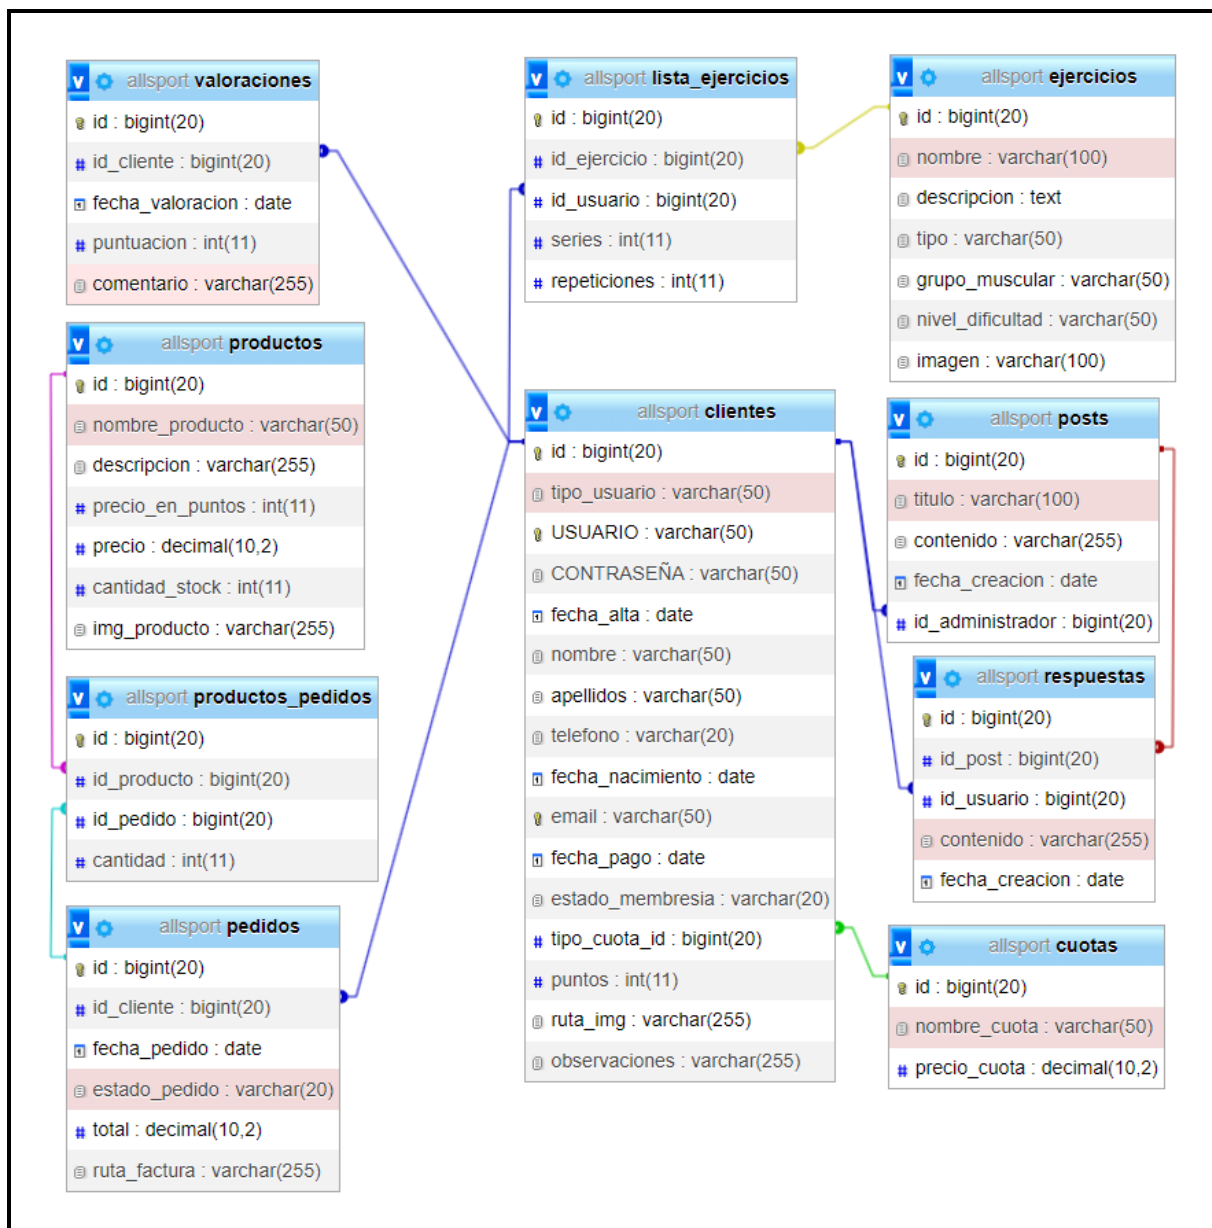 allsport valoraciones
id : bigint(20)
id_cliente : bigint(20)
fecha_valoracion : date
puntuacion : int(11)
comentario : varchar(255)
allsport productos
id : bigint(20)
nombre_producto : varchar(50)
descripcion : varchar(255)
precio_en_puntos : int(11)
precio : decimal(10,2)
cantidad_stock : int(11)
img_producto : varchar(255)
allsport productos_pedidos
id : bigint(20)
id_producto : bigint(20)
id_pedido : bigint(20)
cantidad : int(11)
allsport pedidos
id : bigint(20)
id_cliente : bigint(20)
fecha_pedido : date
estado_pedido : varchar(20)
total : decimal(10,2)
ruta_factura : varchar(255)
allsport lista_ejercicios
id : bigint(20)
id_ejercicio : bigint(20)
id_usuario : bigint(20)
series : int(11)
repeticiones : int(11)
allsport clientes
id : bigint(20)
tipo_usuario : varchar(50)
USUARIO : varchar(50)
CONTRASEÑA : varchar(50)
fecha_alta : date
nombre : varchar(50)
apellidos : varchar(50)
telefono : varchar(20)
fecha_nacimiento : date
email : varchar(50)
fecha_pago : date
estado_membresia : varchar(20)
tipo_cuota_id : bigint(20)
puntos : int(11)
ruta_img : varchar(255)
observaciones : varchar(255)
allsport ejercicios
id : bigint(20)
nombre : varchar(100)
descripcion : text
tipo : varchar(50)
grupo_muscular : varchar(50)
nivel_dificultad : varchar(50)
imagen : varchar(100)
allsport posts
id : bigint(20)
titulo : varchar(100)
contenido : varchar(255)
fecha_creacion : date
id_administrador : bigint(20)
allsport respuestas
id : bigint(20)
id_post : bigint(20)
id_usuario : bigint(20)
contenido : varchar(255)
fecha_creacion : date
allsport cuotas
id : bigint(20)
nombre_cuota : varchar(50)
precio_cuota : decimal(10,2)